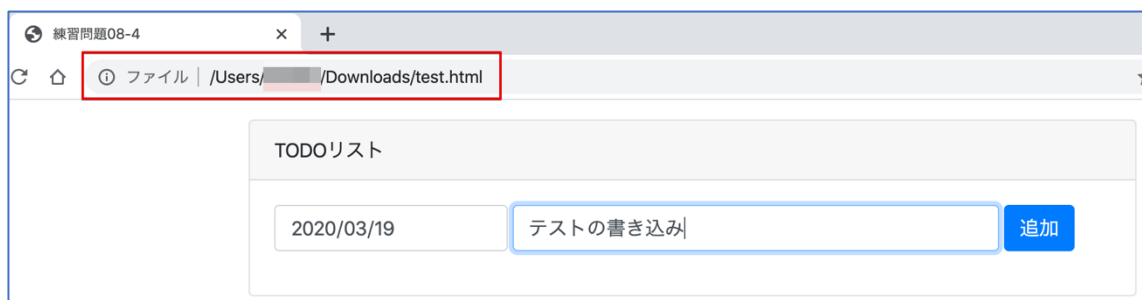 練習問題08-4
ファイル | /Users/ /Downloads/test.html
TODOリスト
2020/03/19 テストの書き込み 追加